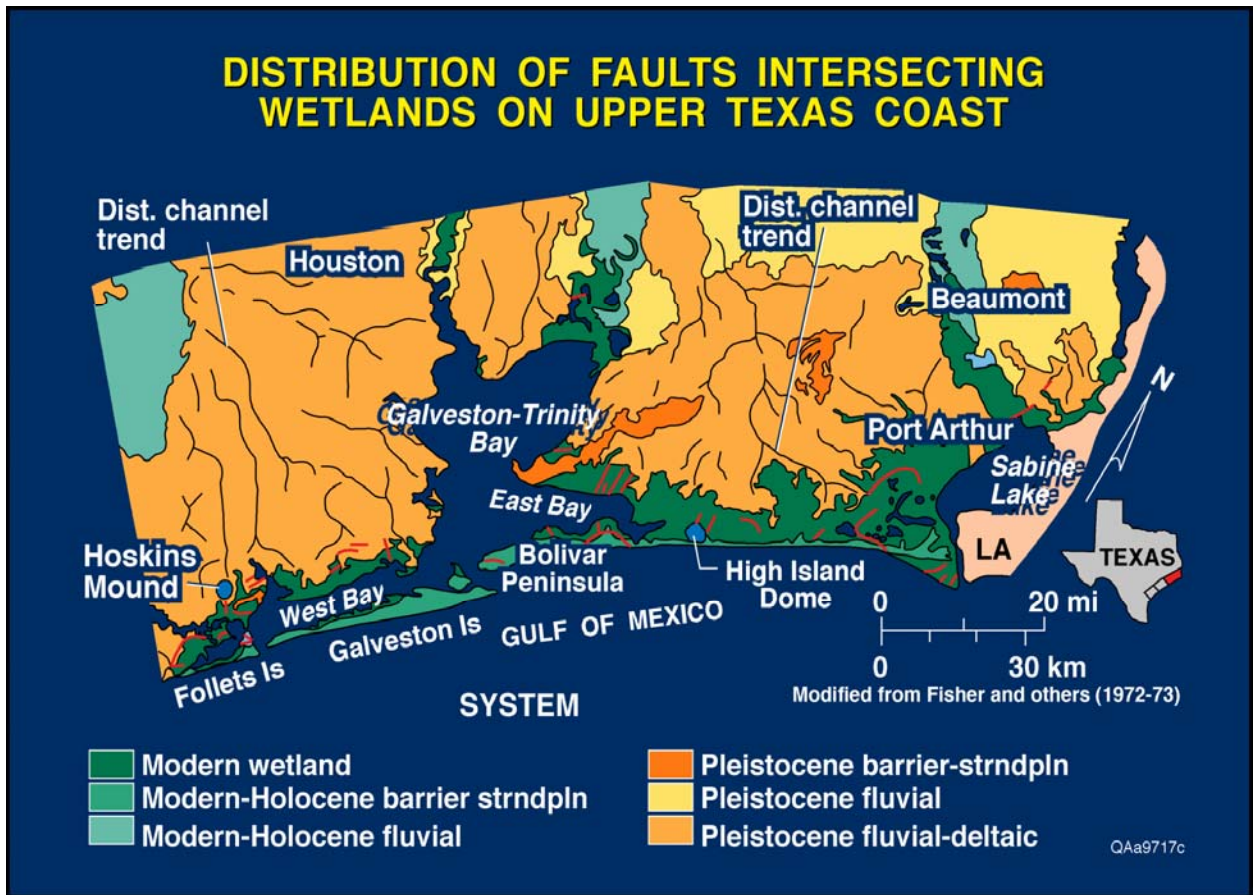 DISTRIBUTION OF FAULTS INTERSECTING
WETLANDS ON UPPER TEXAS COAST
Dist. channel
trend
Houston
Dist. channel
trend
Beaumont
N
Galveston-Trinity
Bay
Port Arthur
Sabine
Lake
East Bay
LA
TEXAS
Hoskins
Mound
West Bay
Bolivar
Peninsula
High Island
Dome
Galveston Is
GULF OF MEXICO
Follets Is
0 20 mi
0 30 km
Modified from Fisher and others (1972-73)
SYSTEM
Modern wetland
Modern-Holocene barrier strndpln
Modern-Holocene fluvial
Pleistocene barrier-strndpln
Pleistocene fluvial
Pleistocene fluvial-deltaic
QAa9717c